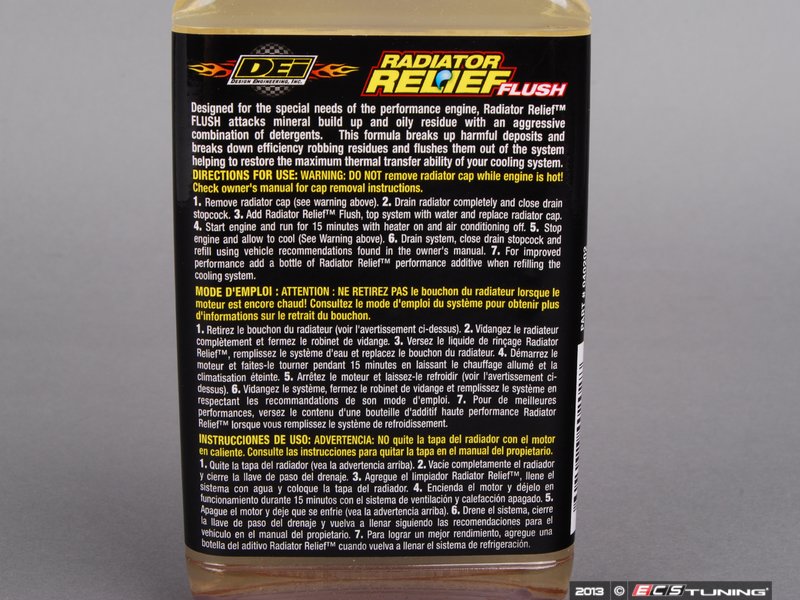 DEi
DESIGN ENGINEERING, INC.
RADIATOR
RELIEF
FLUSH
Designed for the special needs of the performance engine, Radiator Relief™
FLUSH attacks mineral build up and oily residue with an aggressive
combination of detergents. This formula breaks up harmful deposits and
breaks down efficiency robbing residues and flushes them out of the system
helping to restore the maximum thermal transfer ability of your cooling system.
DIRECTIONS FOR USE: WARNING: DO NOT remove radiator cap while engine is hot!
Check owner's manual for cap removal instructions.
1. Remove radiator cap (see warning above). 2. Drain radiator completely and close drain
stopcock. 3. Add Radiator Relief™ Flush, top system with water and replace radiator cap.
4. Start engine and run for 15 minutes with heater on and air conditioning off. 5. Stop
engine and allow to cool (See Warning above). 6. Drain system, close drain stopcock and
refill using vehicle recommendations found in the owner's manual. 7. For improved
performance add a bottle of Radiator Relief™ performance additive when refilling the
cooling system.
MODE D'EMPLOI : ATTENTION : NE RETIREZ PAS le bouchon du radiateur lorsque le
moteur est encore chaud! Consultez le mode d'emploi du système pour obtenir plus
d'informations sur le retrait du bouchon.
1. Retirez le bouchon du radiateur (voir l'avertissement ci-dessus). 2. Vidangez le radiateur
complètement et fermez le robinet de vidange. 3. Versez le liquide de rinçage Radiator
Relief™, remplissez le système d'eau et replacez le bouchon du radiateur. 4. Démarrez le
moteur et faites-le tourner pendant 15 minutes en laissant le chauffage allumé et la
climatisation éteinte. 5. Arrêtez le moteur et laissez-le refroidir (voir l'avertissement ci-
dessus). 6. Vidangez le système, fermez le robinet de vidange et remplissez le système en
respectant les recommandations de son mode d'emploi. 7. Pour de meilleures
performances, versez le contenu d'une bouteille d'additif haute performance Radiator
Relief™ lorsque vous remplissez le système de refroidissement.
INSTRUCCIONES DE USO: ADVERTENCIA: NO quite la tapa del radiador con el motor
en caliente. Consulte las instrucciones para quitar la tapa en el manual del propietario.
1. Quite la tapa del radiador (vea la advertencia arriba). 2. Vacíe completamente el radiador
y cierre la llave de paso del drenaje. 3. Agregue el limpiador Radiator Relief™, llene el
sistema con agua y coloque la tapa del radiador. 4. Encienda el motor y déjelo en
funcionamiento durante 15 minutos con el sistema de ventilación y calefacción apagado. 5.
Apague el motor y deje que se enfríe (vea la advertencia arriba). 6. Drene el sistema, cierre
la llave de paso del drenaje y vuelva a llenar siguiendo las recomendaciones para el
vehículo en el manual del propietario. 7. Para lograr un mejor rendimiento, agregue una
botella del aditivo Radiator Relief™ cuando vuelva a llenar el sistema de refrigeración.
PART # 040202
2013 © ECS TUNING